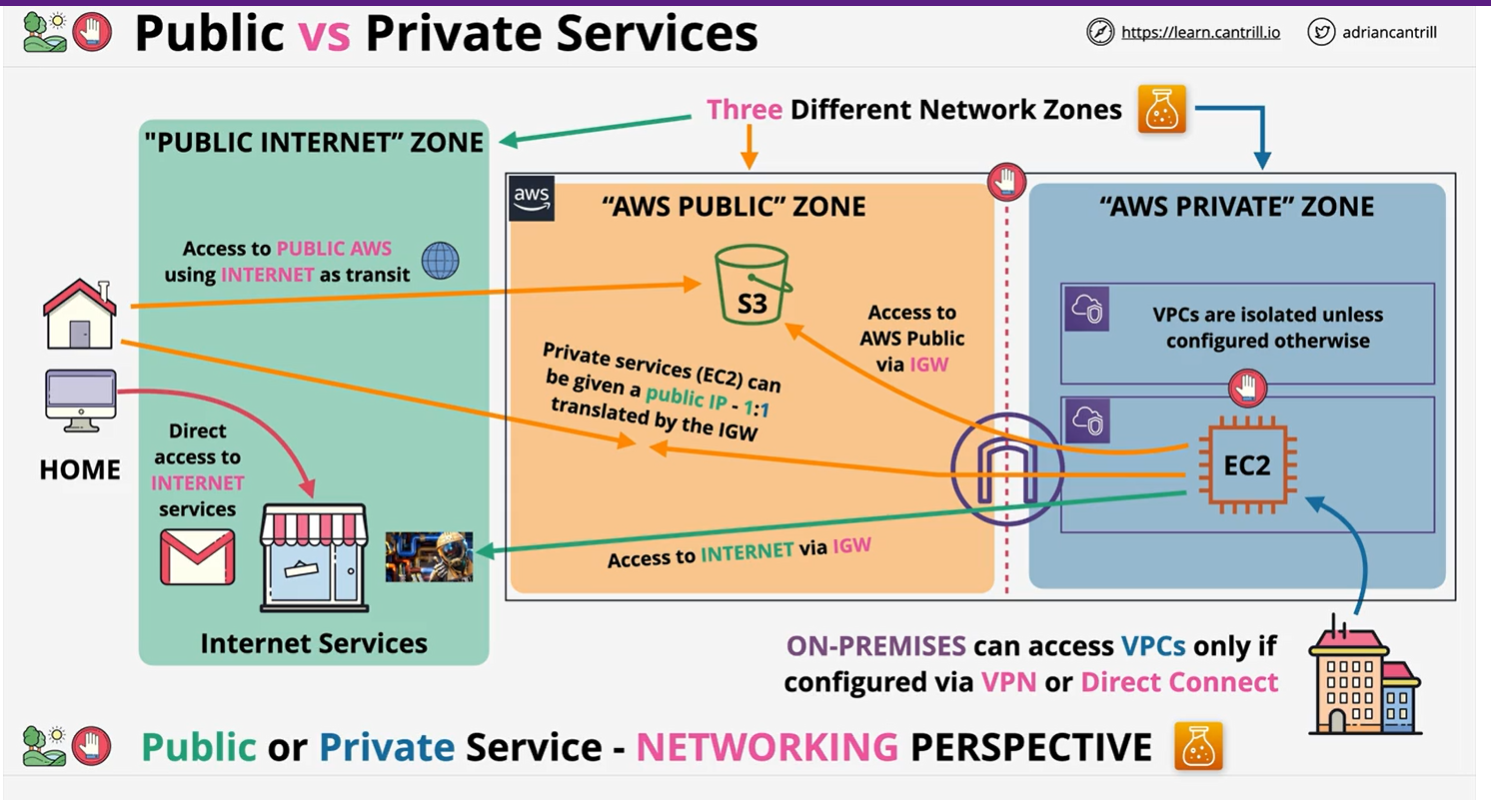 Public vs Private Services
https://learn.cantrill.io
adriancantrill
Three Different Network Zones
"PUBLIC INTERNET” ZONE
aws
“AWS PUBLIC” ZONE
“AWS PRIVATE” ZONE
Access to PUBLIC AWS
using INTERNET as transit
S3
Access to
AWS Public
via IGW
VPCs are isolated unless
configured otherwise
Private services (EC2) can
be given a public IP - 1:1
translated by the IGW
HOME
Direct
access to
INTERNET
services
EC2
Access to INTERNET via IGW
Internet Services
ON-PREMISES can access VPCs only if
configured via VPN or Direct Connect
Public or Private Service - NETWORKING PERSPECTIVE